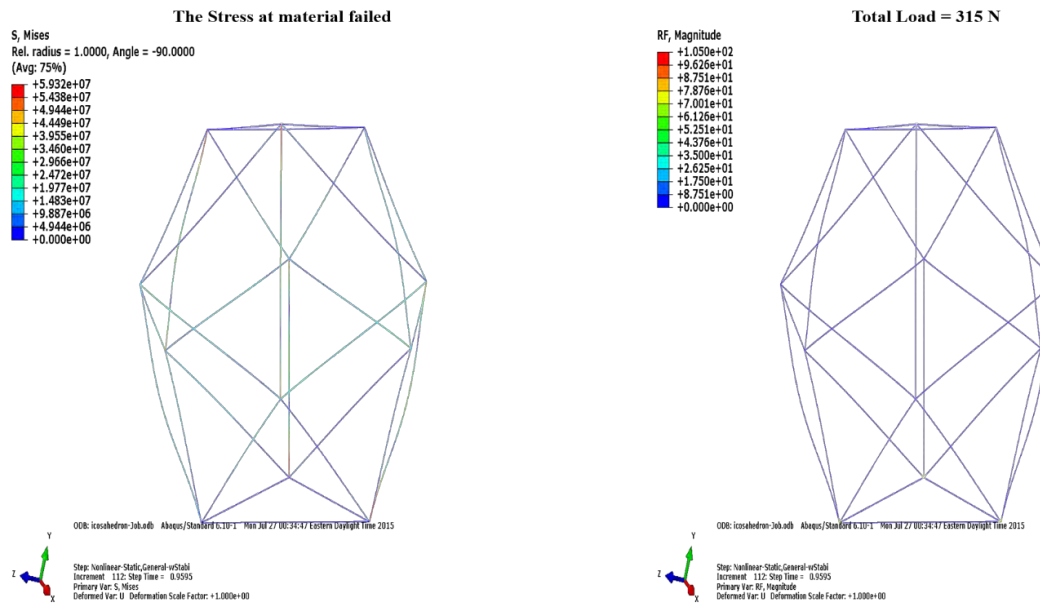 The Stress at material failed
S, Mises
Rel. radius = 1.0000, Angle = -90.0000
(Avg: 75%)
+5.932e+07
+5.438e+07
+4.944e+07
+4.449e+07
+3.955e+07
+3.460e+07
+2.966e+07
+2.472e+07
+1.977e+07
+1.483e+07
+9.887e+06
+4.944e+06
+0.000e+00
ODB: icosahedron-Job.odb Abaqus/Standard 6.10-1 Mon Jul 27 00:34:47 Eastern Daylight Time 2015
Y
Z
X
Step: Nonlinear-Static,General-wStabi
Increment 112: Step Time = 0.9595
Primary Var: S, Mises
Deformed Var: U Deformation Scale Factor: +1.000e+00
Total Load = 315 N
RF, Magnitude
+1.050e+02
+9.626e+01
+8.751e+01
+7.876e+01
+7.001e+01
+6.126e+01
+5.251e+01
+4.376e+01
+3.500e+01
+2.625e+01
+1.750e+01
+8.751e+00
+0.000e+00
ODB: icosahedron-Job.odb Abaqus/Standard 6.10-1 Mon Jul 27 00:34:47 Eastern Daylight Time 2015
Y
Z
X
Step: Nonlinear-Static,General-wStabi
Increment 112: Step Time = 0.9595
Primary Var: RF, Magnitude
Deformed Var: U Deformation Scale Factor: +1.000e+00